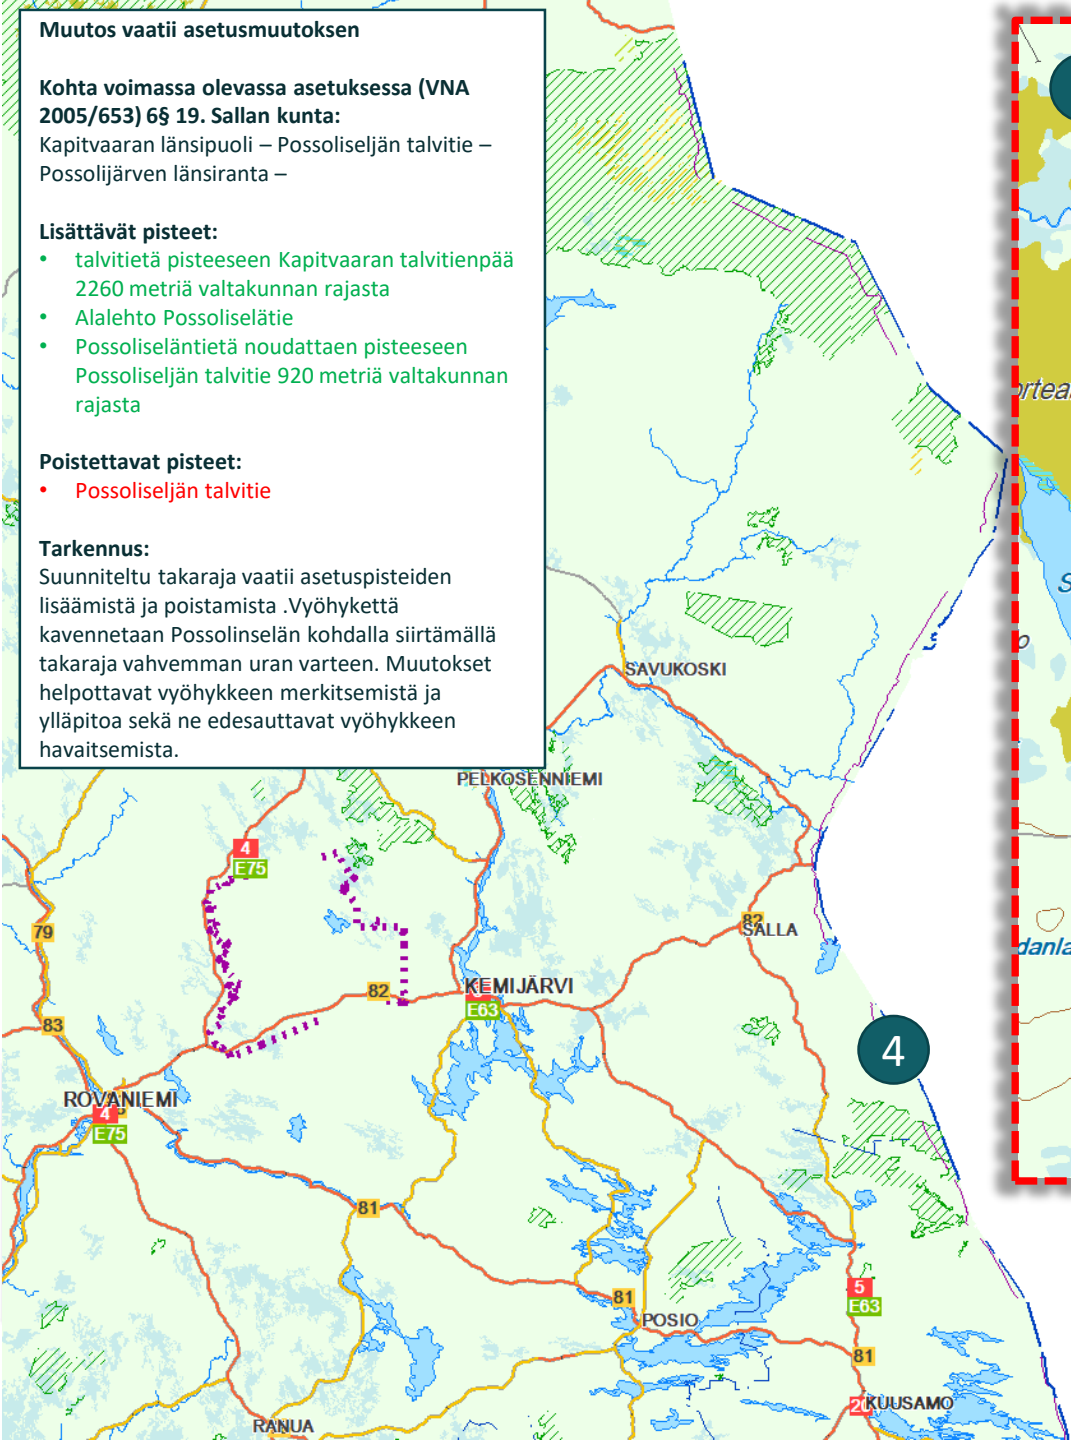 Muutos vaatii asetusmuutoksen
Kohta voimassa olevassa asetuksessa (VNA
2005/653) 6§ 19. Sallan kunta:
Kapitvaaran länsipuoli – Possoliseljän talvitie –
Possolijärven länsiranta –
Lisättävät pisteet:
• talvitietä pisteeseen Kapitvaaran talvitienpää
2260 metriä valtakunnan rajasta
• Alalehto Possoliselätie
• Possoliseläntietä noudattaen pisteeseen
Possoliseljän talvitie 920 metriä valtakunnan
rajasta
Poistettavat pisteet:
• Possoliseljän talvitie
Tarkennus:
Suunniteltu takaraja vaatii asetuspisteiden
lisäämistä ja poistamista .Vyöhykettä
kavennetaan Possolinselän kohdalla siirtämällä
takaraja vahvemman uran varteen. Muutokset
helpottavat vyöhykkeen merkitsemistä ja
ylläpitoa sekä ne edesauttavat vyöhykkeen
havaitsemista.
SAVUKOSKI
PELKOSENNIEMI
4
E75
79
82
SALLA
82
KEMIJÄRVI
E63
83
4
ROVANIEMI
4
E75
81
5
E63
81
POSIO
81
KUUSAMO
RANUA